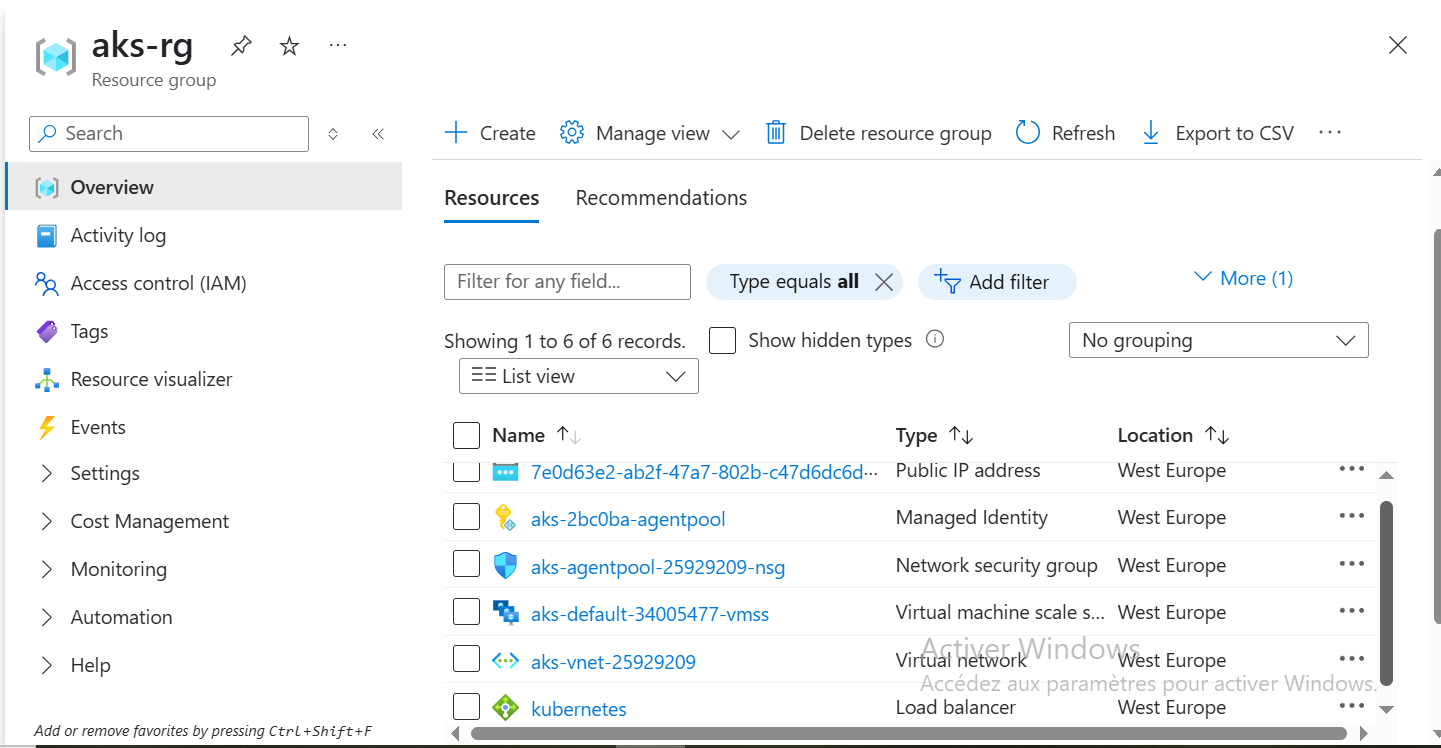 aks-rg
Resource group
Search
Create Manage view Delete resource group Refresh Export to CSV
Overview
Activity log
Access control (IAM)
Tags
Resource visualizer
Events
Settings
Cost Management
Monitoring
Automation
Help
Add or remove favorites by pressing Ctrl+Shift+F
Resources Recommendations
Filter for any field... Type equals all Add filter More (1)
Showing 1 to 6 of 6 records. Show hidden types No grouping
List view
Name Type Location
7e0d63e2-ab2f-47a7-802b-c47d6dc6d··· Public IP address West Europe
aks-2bc0ba-agentpool Managed Identity West Europe
aks-agentpool-25929209-nsg Network security group West Europe
aks-default-34005477-vmss Virtual machine scale s... West Europe
aks-vnet-25929209 Virtual network West Europe
kubernetes Load balancer West Europe
Activer Windows
Accédez aux paramètres pour activer Windows.